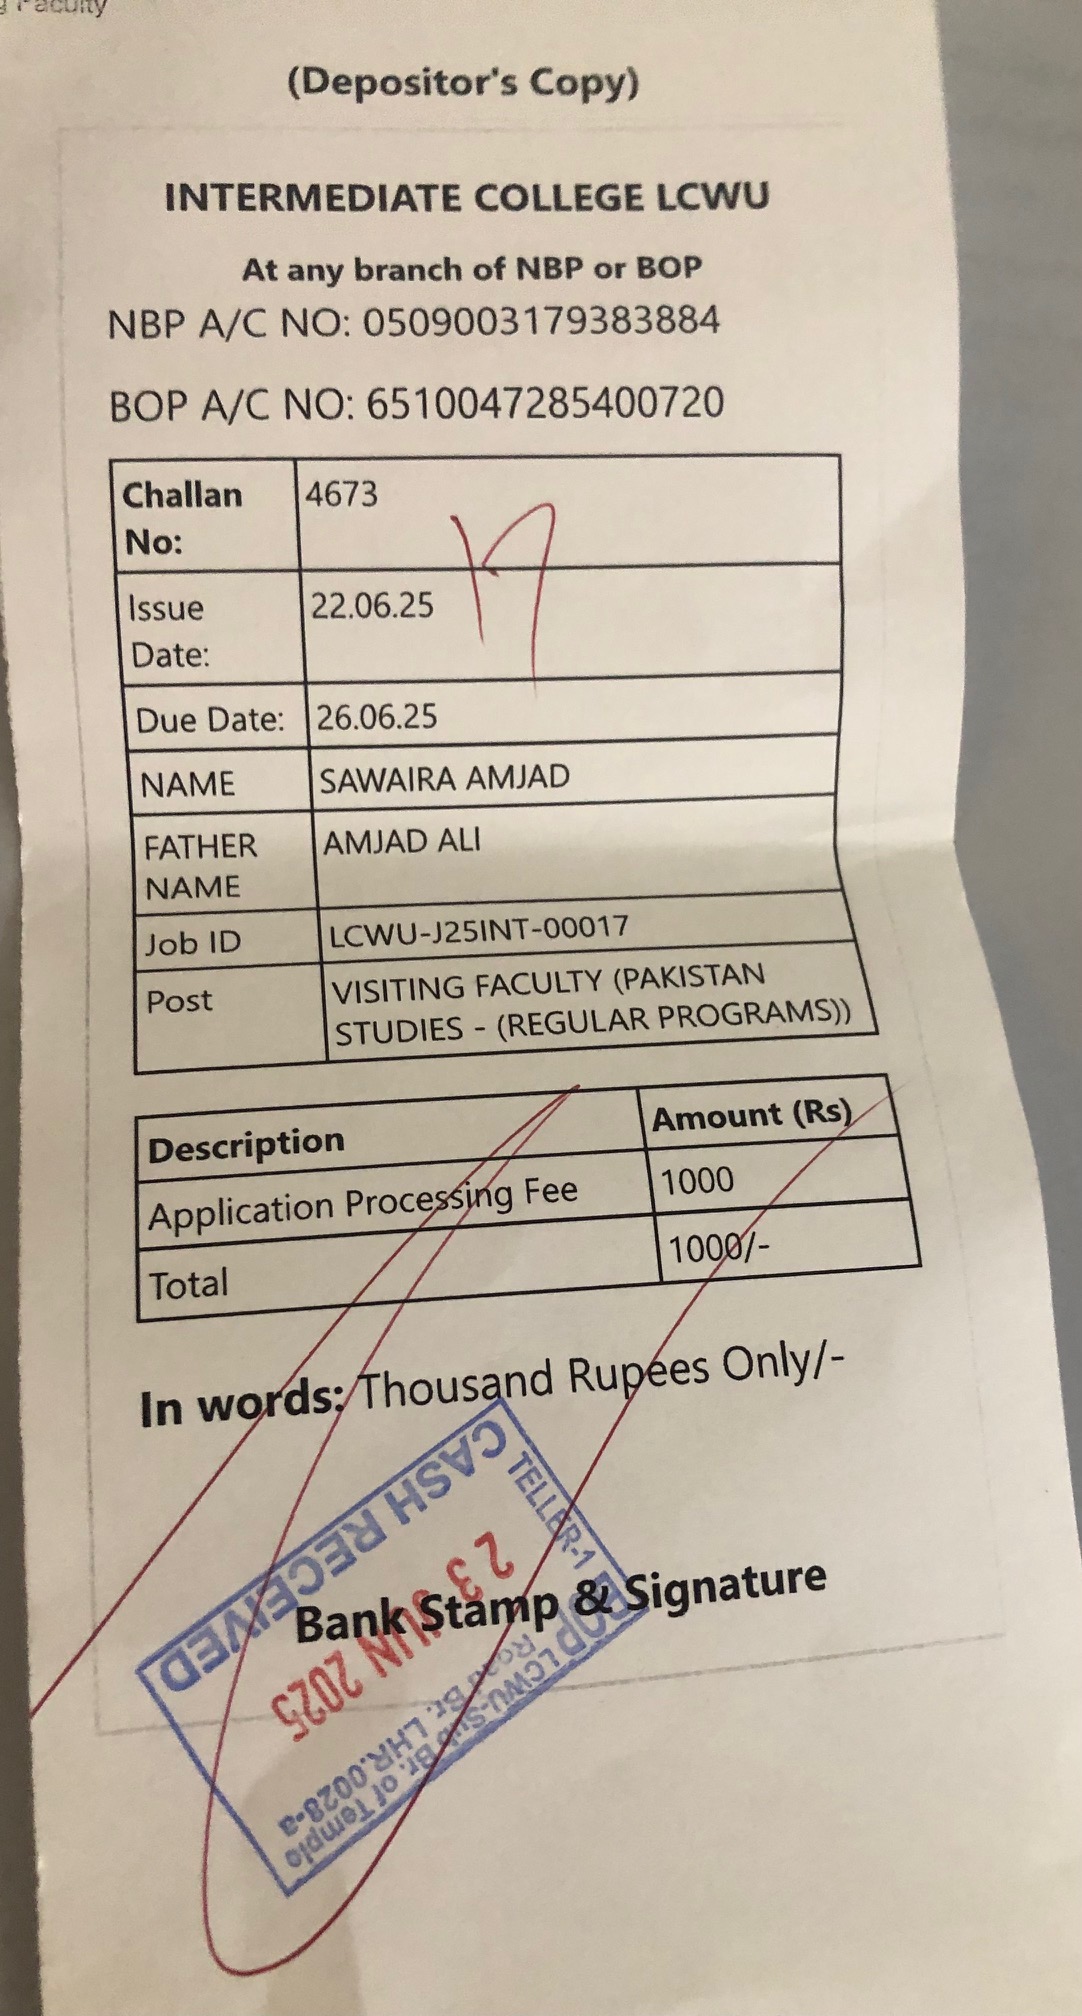 Faculty
(Depositor's Copy)
INTERMEDIATE COLLEGE LCWU
At any branch of NBP or BOP
NBP A/C NO: 0509003179383884
BOP A/C NO: 6510047285400720
Challan No: 4673
Issue Date: 22.06.25
Due Date: 26.06.25
NAME SAWAIRA AMJAD
FATHER NAME AMJAD ALI
Job ID LCWU-J25INT-00017
Post VISITING FACULTY (PAKISTAN
STUDIES - (REGULAR PROGRAMS))
Description Amount (Rs)
Application Processing Fee 1000
Total 1000/-
In words: Thousand Rupees Only/-
Bank Stamp & Signature
CASH RECEIVED
TELLER-1
23 JUN 2025
BOP LCWU-Sub Br. of Temple
Road Br. LHR.0028-a